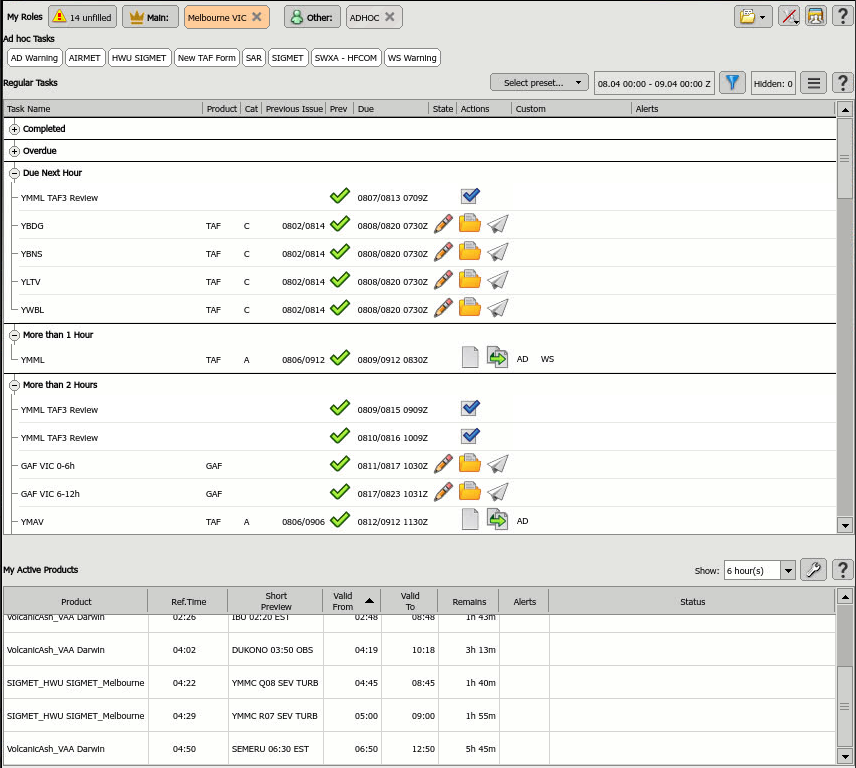 My Roles 14 unfilled Main: Melbourne VIC Other: ADHOC
Ad hoc Tasks
AD Warning AIRMET HWU SIGMET New TAF Form SAR SIGMET SWXA - HFCOM WS Warning
Regular Tasks Select preset... 08.04 00:00 - 09.04 00:00 Z Hidden: 0
Task Name Product Cat Previous Issue Prev Due State Actions Custom Alerts
Completed
Overdue
Due Next Hour
YMML TAF3 Review 0807/0813 0709Z
YBDG TAF C 0802/0814 0808/0820 0730Z
YBNS TAF C 0802/0814 0808/0820 0730Z
YLTV TAF C 0802/0814 0808/0820 0730Z
YWBL TAF C 0802/0814 0808/0820 0730Z
More than 1 Hour
YMML TAF A 0806/0912 0809/0912 0830Z AD WS
More than 2 Hours
YMML TAF3 Review 0809/0815 0909Z
YMML TAF3 Review 0810/0816 1009Z
GAF VIC 0-6h GAF 0811/0817 1030Z
GAF VIC 6-12h GAF 0817/0823 1031Z
YMAV TAF A 0806/0906 0812/0912 1130Z AD
My Active Products Show: 6 hour(s)
Product Ref.Time Short Preview Valid From Valid To Remains Alerts Status
VolcanicAsh_VAA Darwin 02:26 IBU 02:20 EST 02:48 08:48 1h 43m
VolcanicAsh_VAA Darwin 04:02 DUKONO 03:50 OBS 04:19 10:18 3h 13m
SIGMET_HWU SIGMET_Melbourne 04:22 YMMC Q08 SEV TURB 04:45 08:45 1h 40m
SIGMET_HWU SIGMET_Melbourne 04:29 YMMC R07 SEV TURB 05:00 09:00 1h 55m
VolcanicAsh_VAA Darwin 04:50 SEMERU 06:30 EST 06:50 12:50 5h 45m